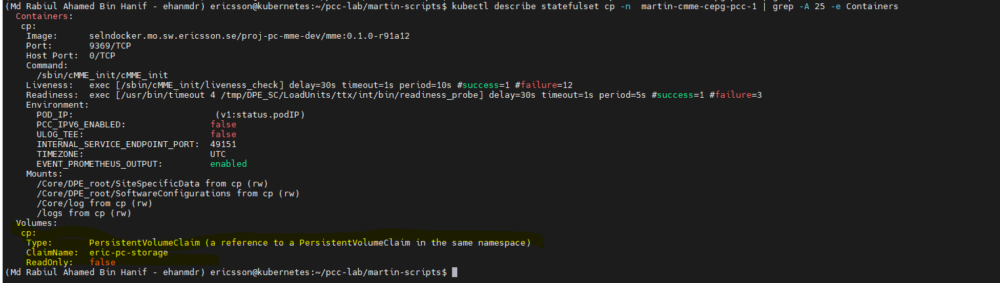 (Md Rabiul Ahamed Bin Hanif - ehanmdr) ericsson@kubernetes:~/pcc-lab/martin-scripts$ kubectl describe statefulset cp -n  martin-cmme-cepg-pcc-1 | grep -A 25 -e Containers
  Containers:
   cp:
    Image:       selndocker.mo.sw.ericsson.se/proj-pc-mme-dev/mme:0.1.0-r91a12
    Port:        9369/TCP
    Host Port:  0/TCP
    Command:
      /sbin/cMME_init/cMME_init
    Liveness:   exec [/sbin/cMME_init/liveness_check] delay=30s timeout=1s period=10s #success=1 #failure=12
    Readiness:  exec [/usr/bin/timeout 4 /tmp/DPE_SC/LoadUnits/ttx/int/bin/readiness_probe] delay=30s timeout=1s period=5s #success=1 #failure=3
    Environment:
      POD_IP:                           (v1:status.podIP)
      PCC_IPV6_ENABLED:                false
      ULOG_TEE:                        false
      INTERNAL_SERVICE_ENDPOINT_PORT:  49151
      TIMEZONE:                        UTC
      EVENT_PROMETHEUS_OUTPUT:         enabled
    Mounts:
      /Core/DPE_root/SiteSpecificData from cp (rw)
      /Core/DPE_root/SoftwareConfigurations from cp (rw)
      /Core/log from cp (rw)
      /logs from cp (rw)
  Volumes:
   cp:
    Type:       PersistentVolumeClaim (a reference to a PersistentVolumeClaim in the same namespace)
    ClaimName:  eric-pc-storage
    ReadOnly:   false
(Md Rabiul Ahamed Bin Hanif - ehanmdr) ericsson@kubernetes:~/pcc-lab/martin-scripts$